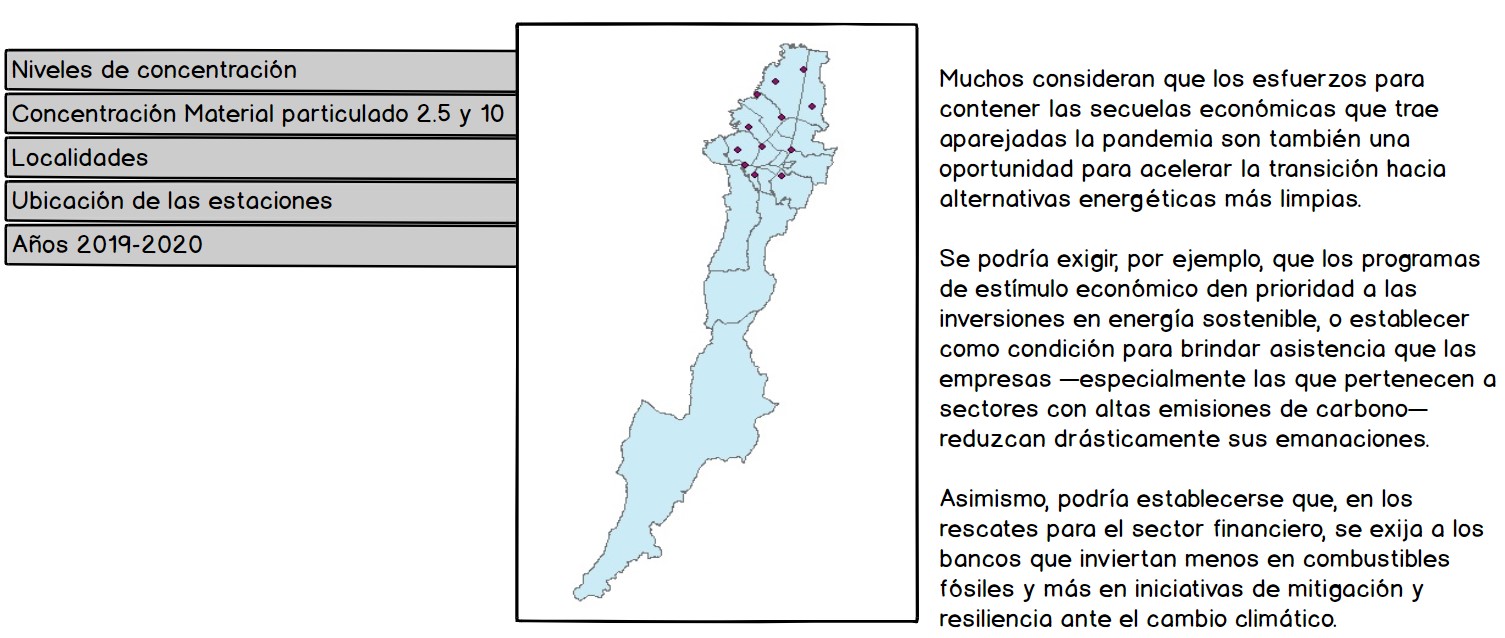 Niveles de concentración
Concentración Material particulado 2.5 y 10
Localidades
Ubicación de las estaciones
Años 2019-2020
Muchos consideran que los esfuerzos para
contener las secuelas económicas que trae
aparejadas la pandemia son también una
oportunidad para acelerar la transición hacia
alternativas energéticas más limpias.
Se podría exigir, por ejemplo, que los programas
de estímulo económico den prioridad a las
inversiones en energía sostenible, o establecer
como condición para brindar asistencia que las
empresas —especialmente las que pertenecen a
sectores con altas emisiones de carbono—
reduzcan drásticamente sus emanaciones.
Asimismo, podría establecerse que, en los
rescates para el sector financiero, se exija a los
bancos que inviertan menos en combustibles
fósiles y más en iniciativas de mitigación y
resiliencia ante el cambio climático.